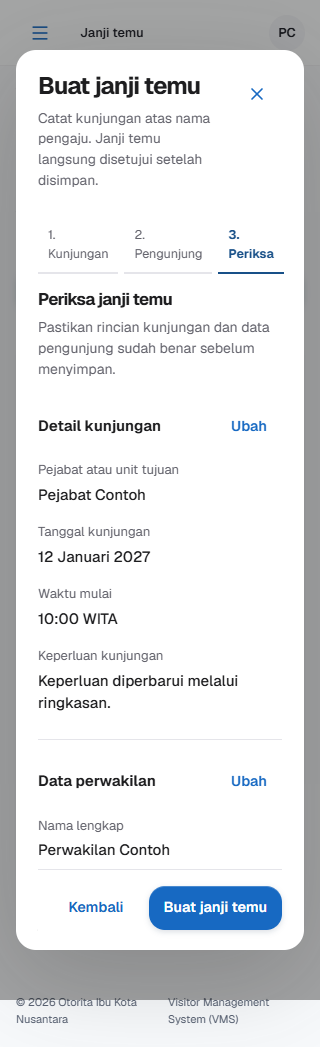 Janji temu
PC
Buat janji temu
Catat kunjungan atas nama
pengaju. Janji temu
langsung disetujui setelah
disimpan.
1.
Kunjungan
2.
Pengunjung
3.
Periksa
Periksa janji temu
Pastikan rincian kunjungan dan data
pengunjung sudah benar sebelum
menyimpan.
Detail kunjungan
Ubah
Pejabat atau unit tujuan
Pejabat Contoh
Tanggal kunjungan
12 Januari 2027
Waktu mulai
10:00 WITA
Keperluan kunjungan
Keperluan diperbarui melalui
ringkasan.
Data perwakilan
Ubah
Nama lengkap
Perwakilan Contoh
Kembali
Buat janji temu
© 2026 Otorita Ibu Kota
Nusantara
Visitor Management
System (VMS)